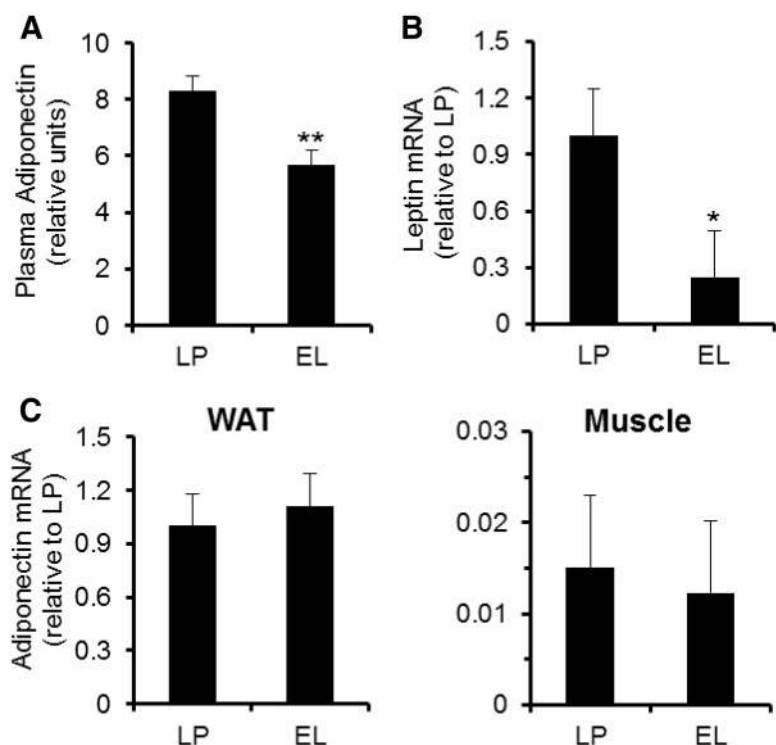 A
Plasma Adiponectin
(relative units)
10
8
6
4
2
0
**
LP EL
B
Leptin mRNA
(relative to LP)
1.5
1.2
0.9
0.6
0.3
0
*
LP EL
C
WAT
Adiponectin mRNA
(relative to LP)
1.5
1.2
0.9
0.6
0.3
0
LP EL
Muscle
0.03
0.02
0.01
0
LP EL